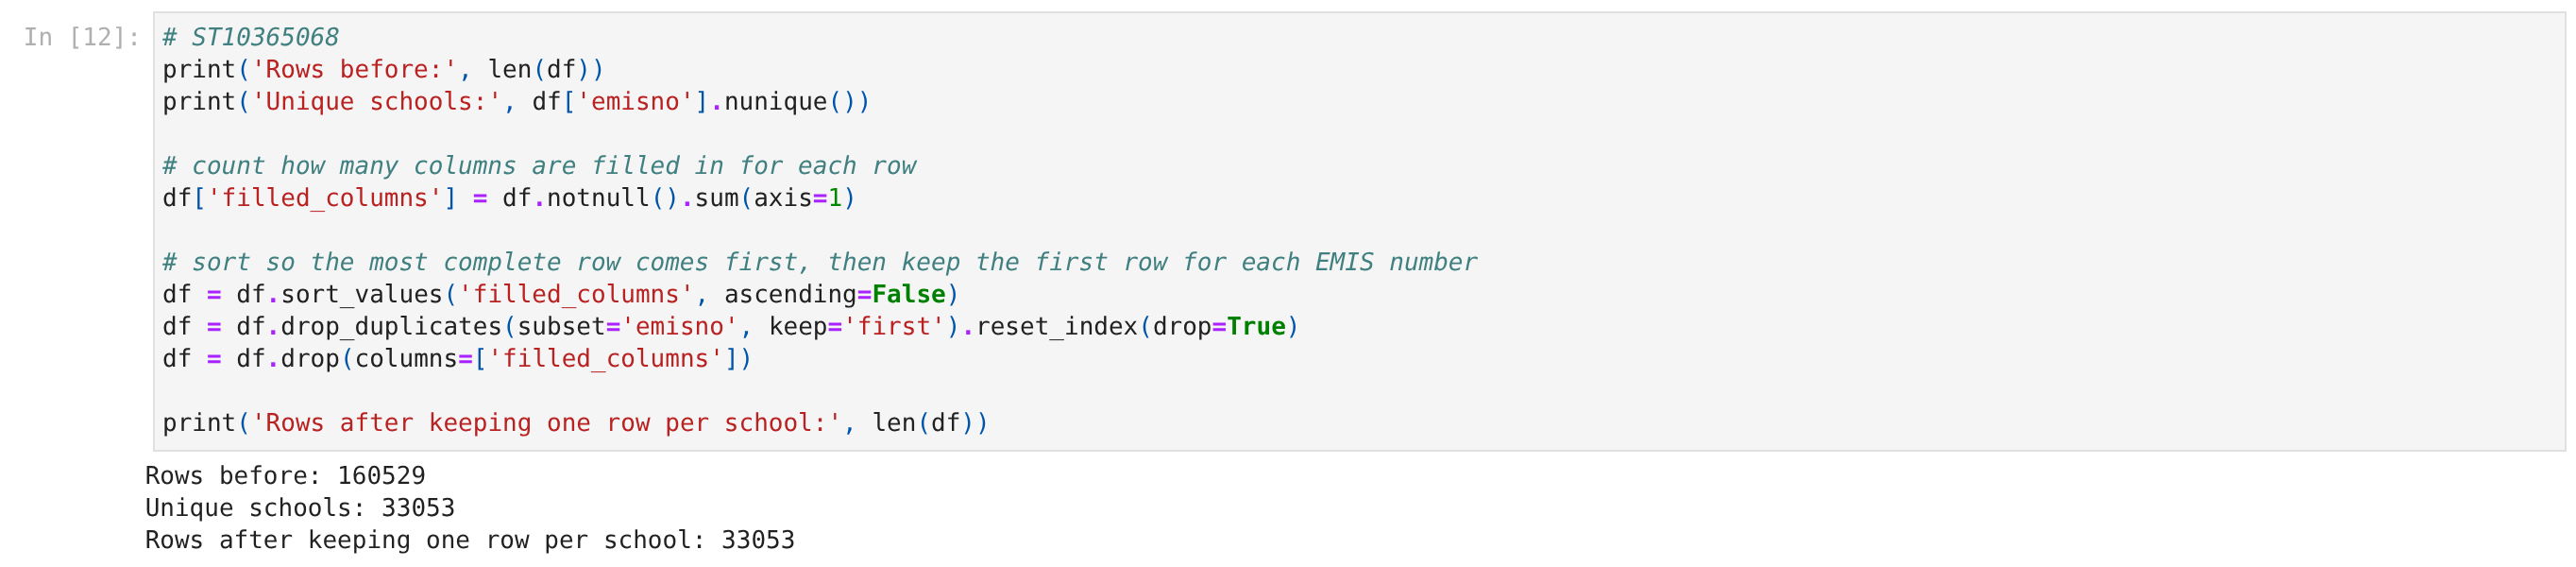 In [12]:
# ST10365068
print('Rows before:', len(df))
print('Unique schools:', df['emisno'].nunique())
# count how many columns are filled in for each row
df['filled_columns'] = df.notnull().sum(axis=1)
# sort so the most complete row comes first, then keep the first row for each EMIS number
df = df.sort_values('filled_columns', ascending=False)
df = df.drop_duplicates(subset='emisno', keep='first').reset_index(drop=True)
df = df.drop(columns=['filled_columns'])
print('Rows after keeping one row per school:', len(df))
Rows before: 160529
Unique schools: 33053
Rows after keeping one row per school: 33053